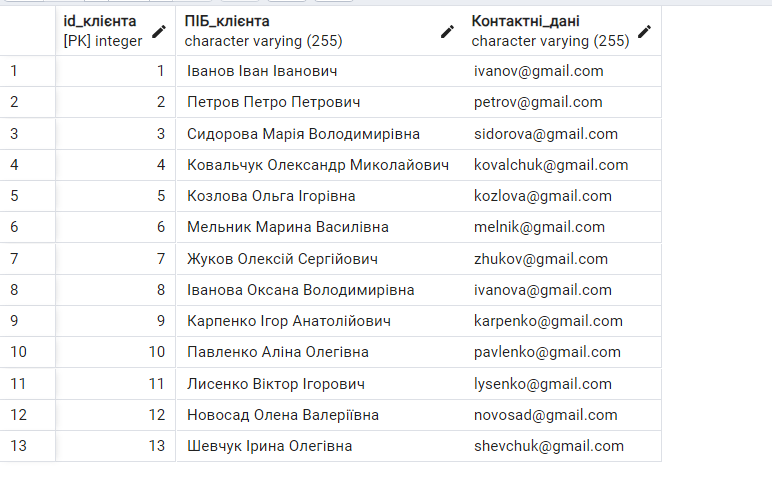 id_клієнта ПІБ_клієнта Контактні_дані
[PK] integer character varying (255) character varying (255)
1 1 Іванов Іван Іванович ivanov@gmail.com
2 2 Петров Петро Петрович petrov@gmail.com
3 3 Сидорова Марія Володимирівна sidorova@gmail.com
4 4 Ковальчук Олександр Миколайович kovalchuk@gmail.com
5 5 Козлова Ольга Ігорівна kozlova@gmail.com
6 6 Мельник Марина Василівна melnik@gmail.com
7 7 Жуков Олексій Сергійович zhukov@gmail.com
8 8 Іванова Оксана Володимирівна ivanova@gmail.com
9 9 Карпенко Ігор Анатолійович karpenko@gmail.com
10 10 Павленко Аліна Олегівна pavlenko@gmail.com
11 11 Лисенко Віктор Ігорович lysenko@gmail.com
12 12 Новосад Олена Валеріївна novosad@gmail.com
13 13 Шевчук Ірина Олегівна shevchuk@gmail.com